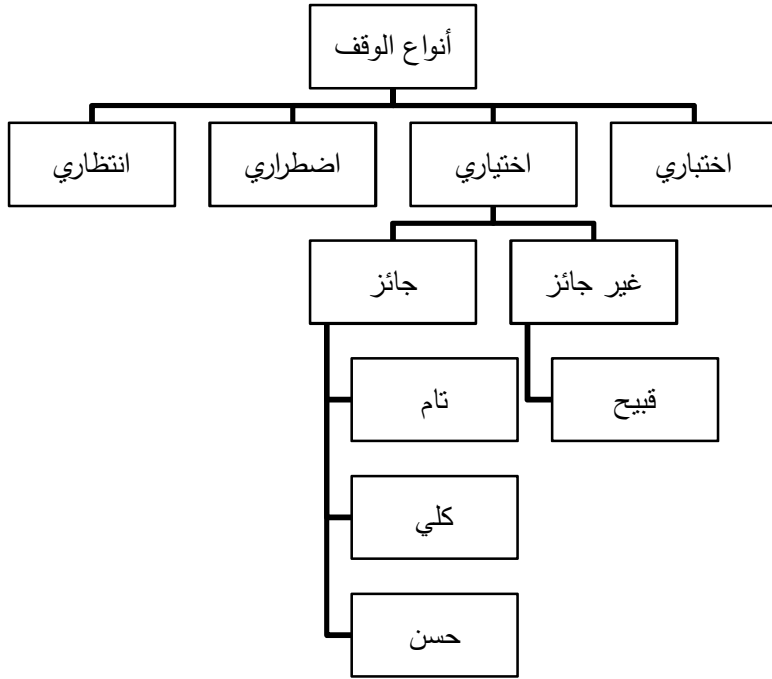 أنواع الوقف
اختباري
اختياري
اضطراري
انتظاري
غير جائز
جائز
قبيح
تام
كلي
حسن